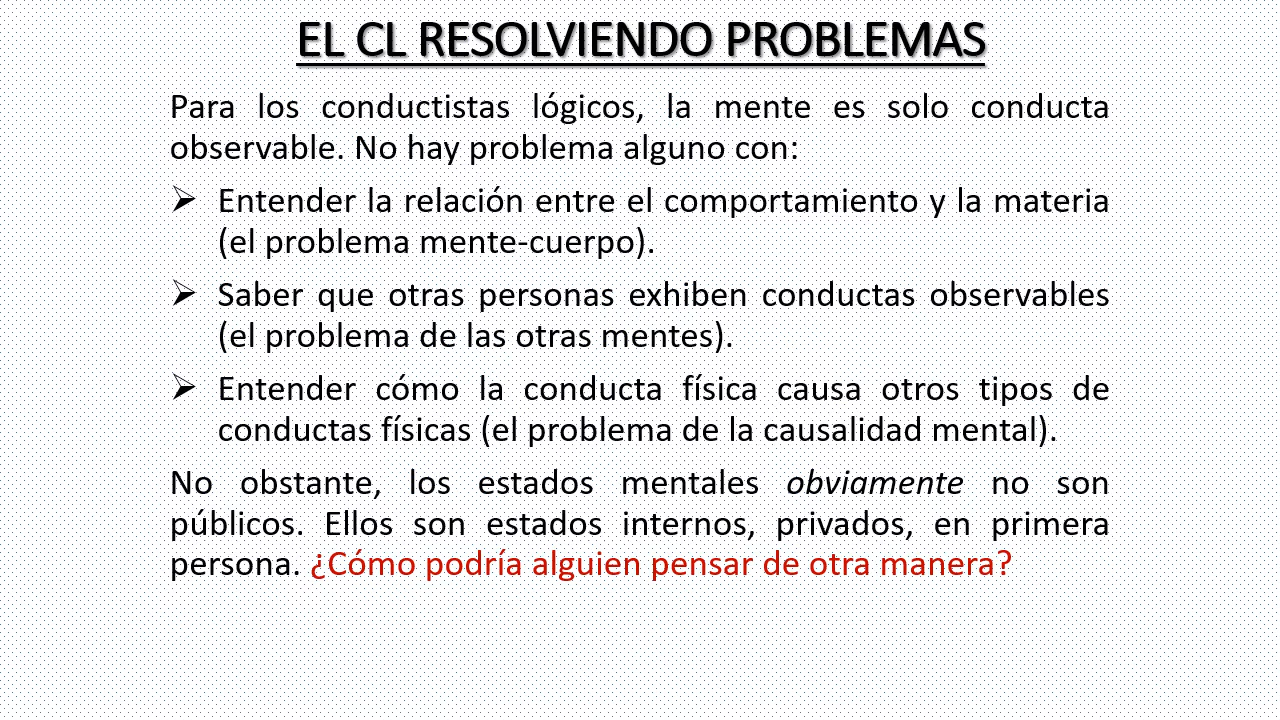 EL CL RESOLVIENDO PROBLEMAS
Para los conductistas lógicos, la mente es solo conducta
observable. No hay problema alguno con:
➢ Entender la relación entre el comportamiento y la materia
(el problema mente-cuerpo).
➢ Saber que otras personas exhiben conductas observables
(el problema de las otras mentes).
➢ Entender cómo la conducta física causa otros tipos de
conductas físicas (el problema de la causalidad mental).
No obstante, los estados mentales obviamente no son
públicos. Ellos son estados internos, privados, en primera
persona. ¿Cómo podría alguien pensar de otra manera?